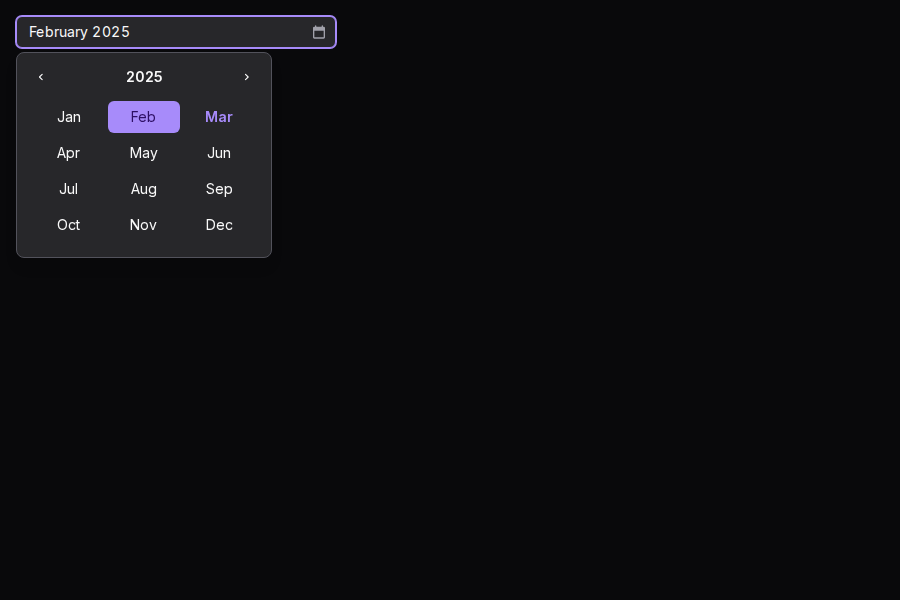 February 2025
‹ 2025 ›
Jan Feb Mar
Apr May Jun
Jul Aug Sep
Oct Nov Dec